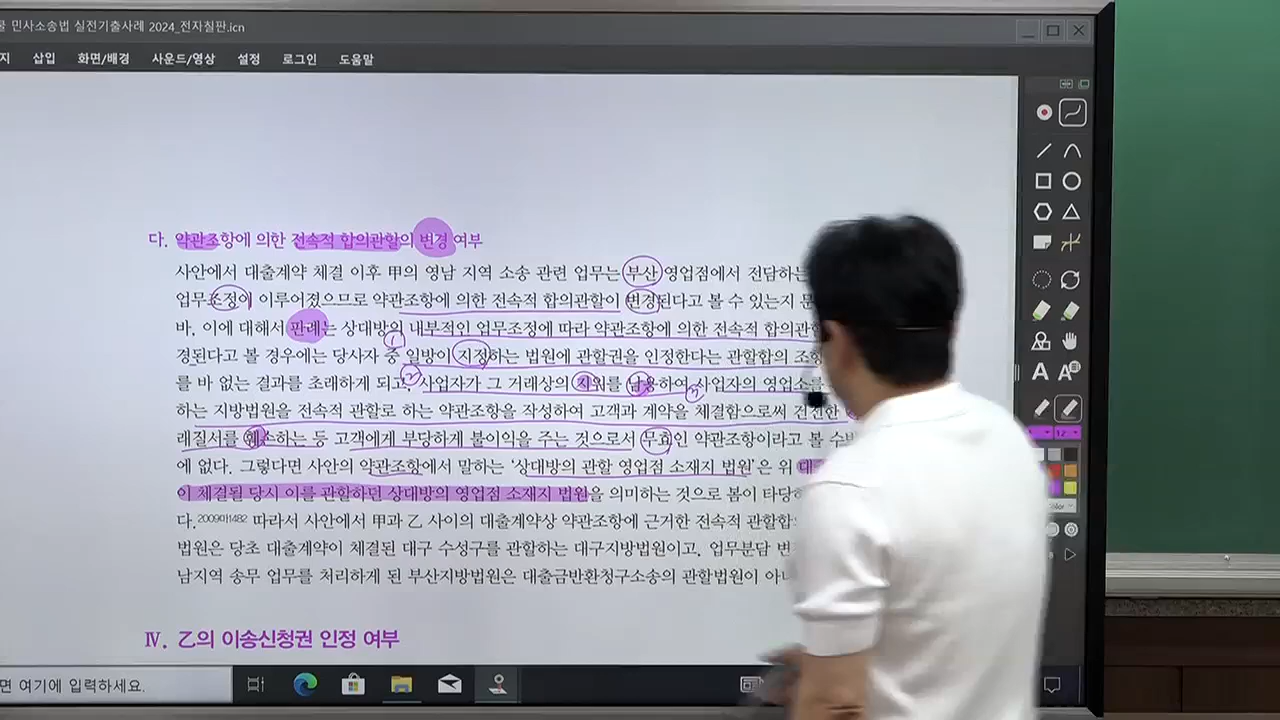 민사소송법 실전기출사례 2024_전자칠판.icn
삽입 화면/배경 사운드/영상 설정 로그인 도움말
다. 약관조항에 의한 전속적 합의관할의 변경 여부
사안에서 대출계약 체결 이후 甲의 영남 지역 소송 관련 업무는 부산 영업점에서 전담하는
업무조정이 이루어졌으므로 약관조항에 의한 전속적 합의관할이 변경된다고 볼 수 있는지
바, 이에 대해서 판례는 상대방의 내부적인 업무조정에 따라 약관조항에 의한 전속적 합의관할
경된다고 볼 경우에는 당사자 중 일방이 지정하는 법원에 관할권을 인정한다는 관할합의 조항
를 바 없는 결과를 초래하게 되고, 사업자가 그 거래상의 지위를 남용하여 사업자의 영업소를
하는 지방법원을 전속적 관할로 하는 약관조항을 작성하여 고객과 계약을 체결함으로써 건전한
래질서를 훼손하는 등 고객에게 부당하게 불이익을 주는 것으로서 무효인 약관조항이라고 볼 수
에 없다. 그렇다면 사안의 약관조항에서 말하는 ‘상대방의 관할 영업점 소재지 법원’은 위
이 체결될 당시 이를 관할하던 상대방의 영업점 소재지 법원을 의미하는 것으로 봄이 타당
다.2009마1482 따라서 사안에서 甲과 乙 사이의 대출계약상 약관조항에 근거한 전속적 관할합
법원은 당초 대출계약이 체결된 대구 수성구를 관할하는 대구지방법원이고, 업무분담
남지역 송무 업무를 처리하게 된 부산지방법원은 대출금반환청구소송의 관할법원이
Ⅳ. 乙의 이송신청권 인정 여부
여기에 입력하세요.